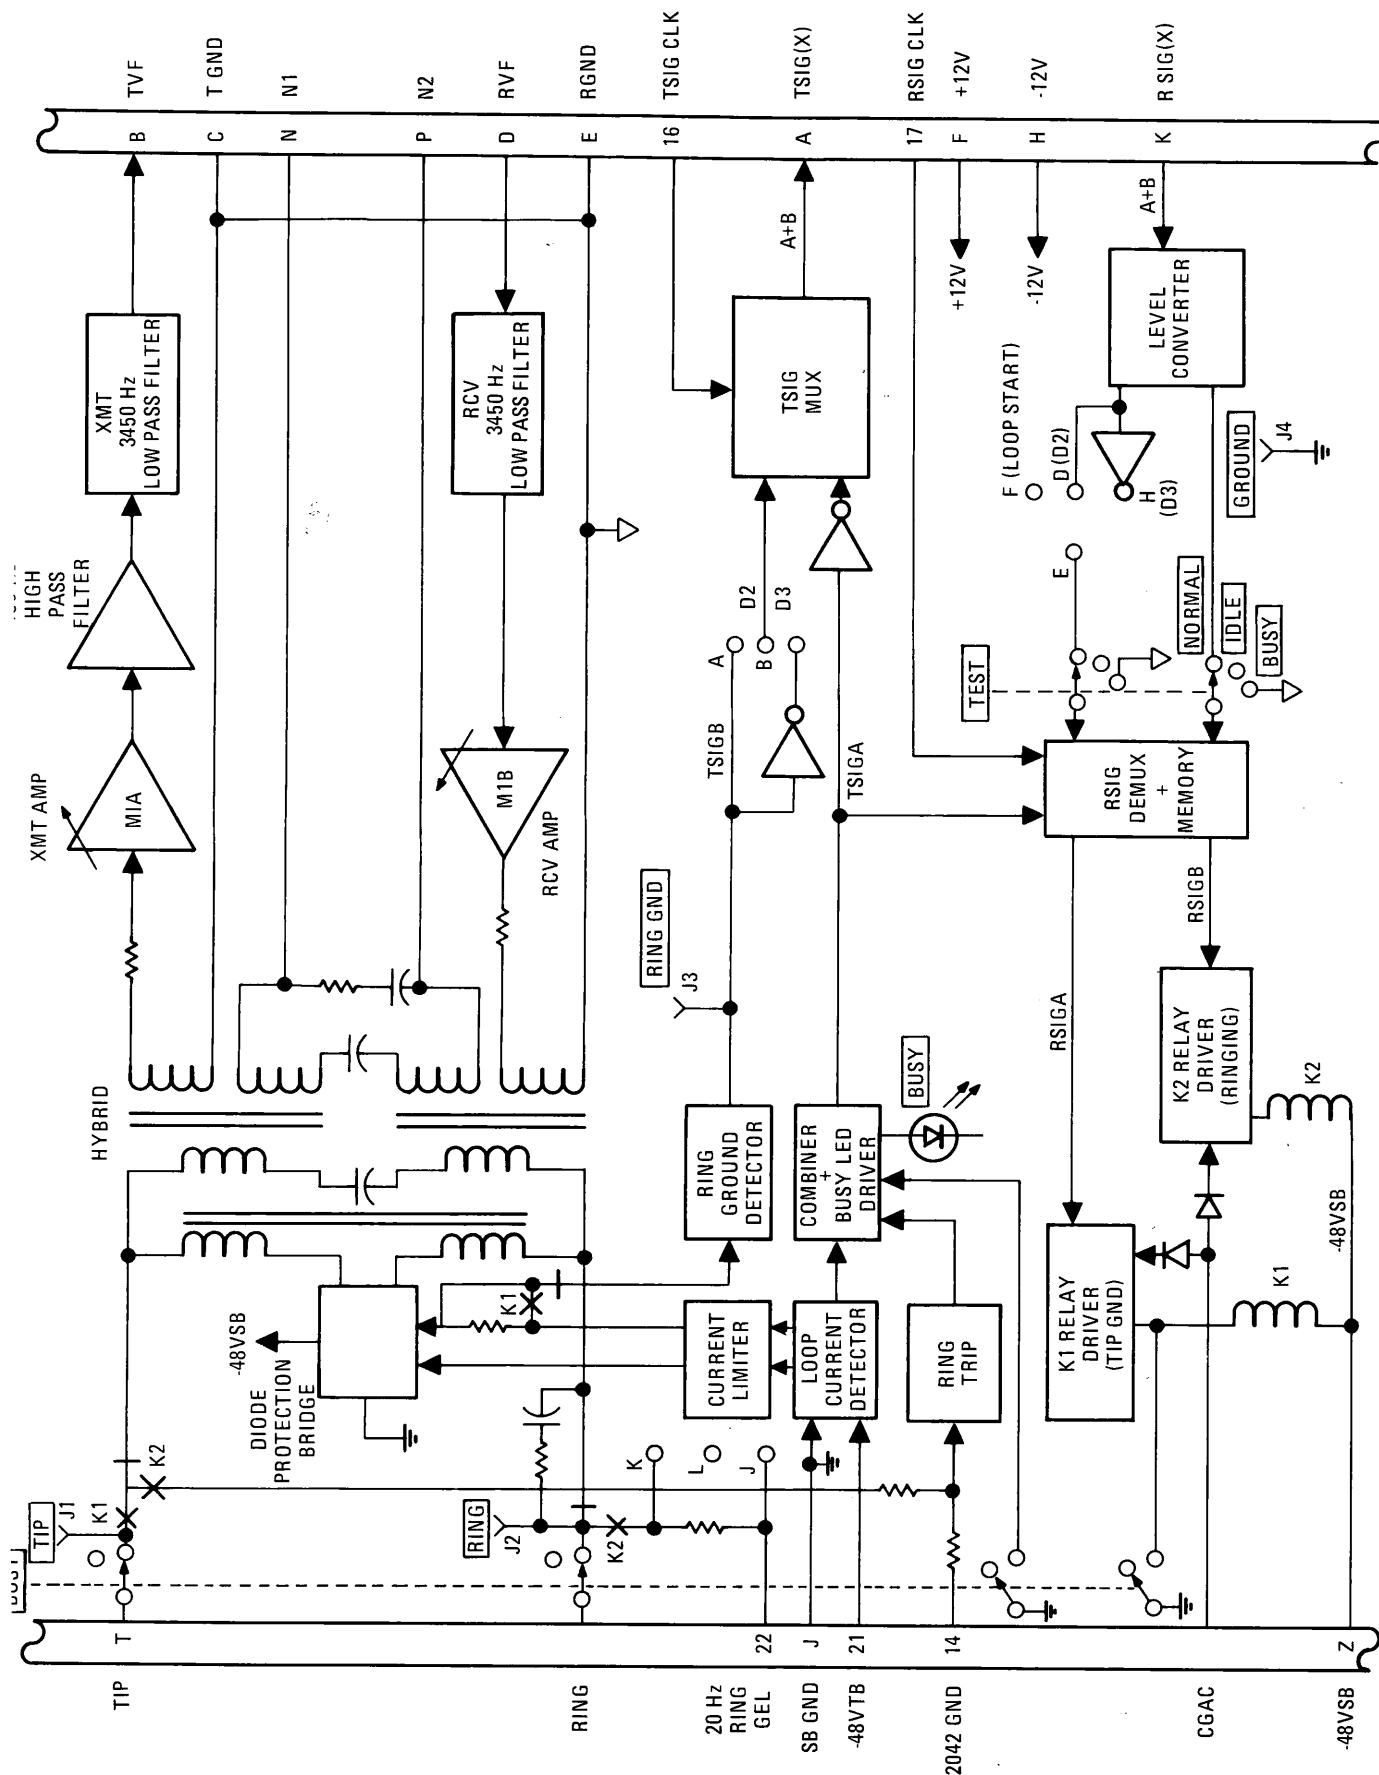 TIP
T
TIP
J1
K1
K2
RING
RING
J2
K2
20 Hz
RING
GEL
22
SB GND
J
-48VTB
21
2042 GND
14
CGAC
-48VSB
Z
K
L
J
DIODE
PROTECTION
BRIDGE
-48VSB
K1
CURRENT
LIMITER
LOOP
CURRENT
DETECTOR
RING
TRIP
K1 RELAY
DRIVER
(TIP GND)
K1
-48VSB
HYBRID
RING
GROUND
DETECTOR
COMBINER
+
BUSY LED
DRIVER
BUSY
K2 RELAY
DRIVER
(RINGING)
K2
J3
RING GND
RSIGA
RSIGB
XMT AMP
MIA
M1B
RCV AMP
TSIGB
TSIGA
RSIG
DEMUX
+
MEMORY
TEST
NORMAL
IDLE
BUSY
A
B
D2
D3
E
F (LOOP START)
D (D2)
H
(D3)
HIGH
PASS
FILTER
XMT
3450 Hz
LOW PASS FILTER
RCV
3450 Hz
LOW PASS FILTER
TSIG
MUX
A+B
+12V
-12V
LEVEL
CONVERTER
A+B
GROUND
J4
B
TVF
C
T GND
N
N1
P
N2
D
RVF
E
RGND
16
TSIG CLK
A
TSIG(X)
17
RSIG CLK
F
+12V
H
-12V
K
R SIG(X)